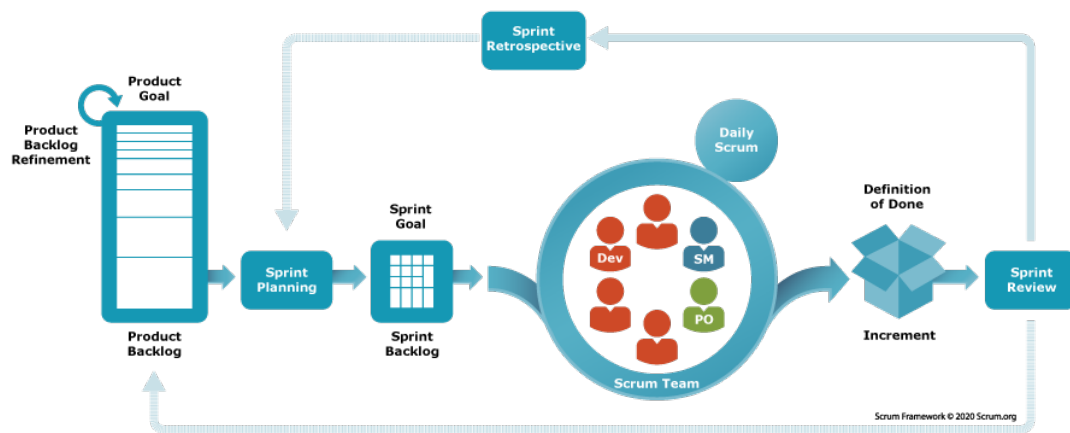 Sprint
Retrospective
Product
Goal
Product
Backlog
Refinement
Daily
Scrum
Sprint
Goal
Definition
of Done
Dev
SM
Sprint
Planning
Sprint
Review
PO
Product
Backlog
Sprint
Backlog
Increment
Scrum Team
Scrum Framework © 2020 Scrum.org